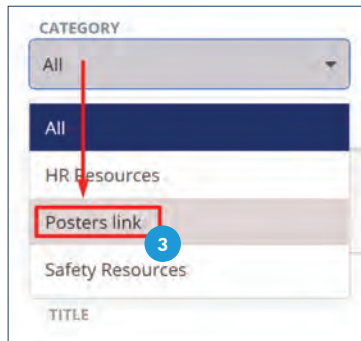 CATEGORY
All
All
HR Resources
Posters link
3
Safety Resources
TITLE